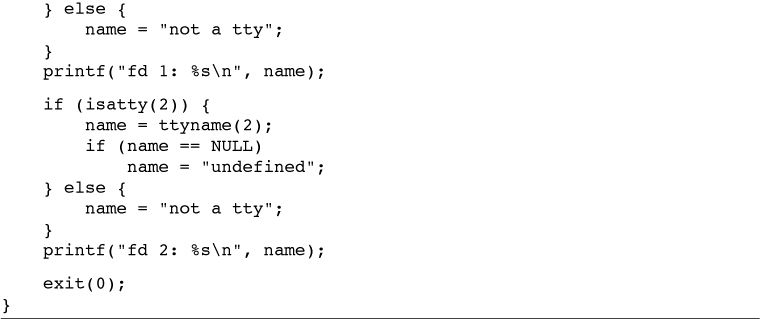 } else {
        name = "not a tty";
    }
    printf("fd 1: %s\n", name);
    if (isatty(2)) {
        name = ttyname(2);
        if (name == NULL)
            name = "undefined";
    } else {
        name = "not a tty";
    }
    printf("fd 2: %s\n", name);
    exit(0);
}